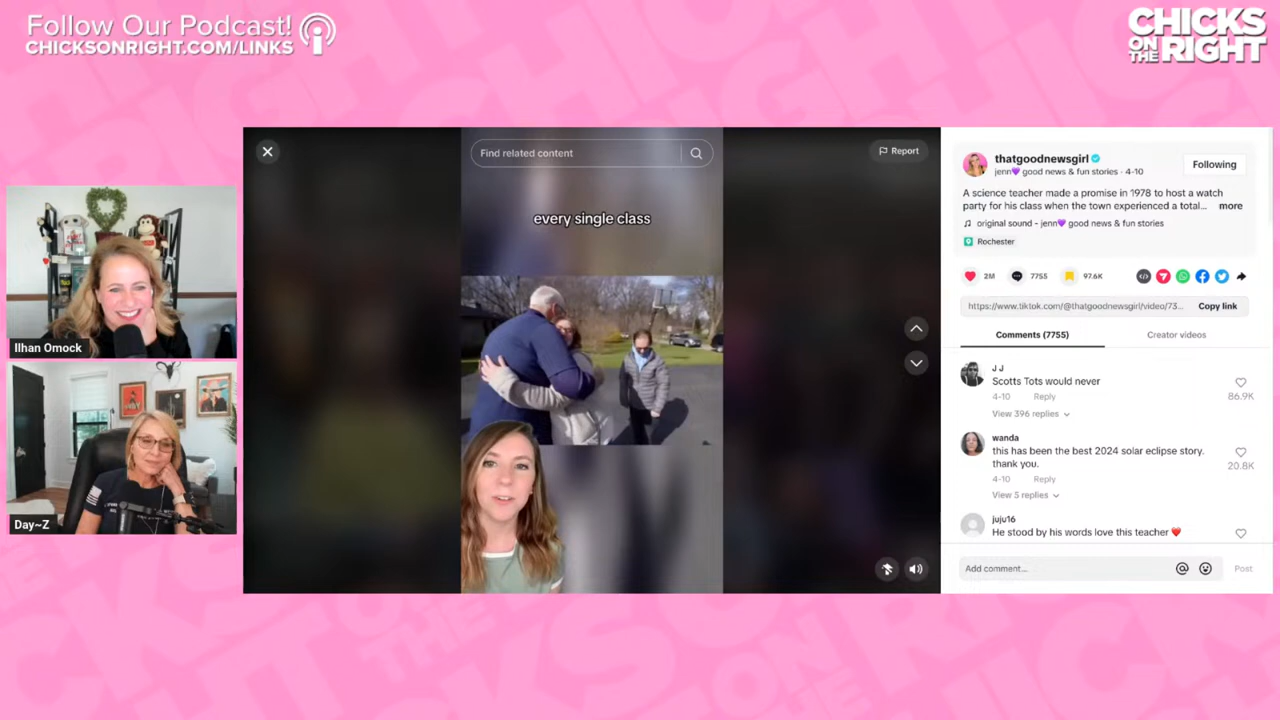 Follow Our Podcast!
CHICKSONRIGHT.COM/LINKS
CHICKS
ON THE RIGHT
Ilhan Omock
Day~Z
Find related content
Report
every single class
thatgoodnewsgirl
jenn💜 good news & fun stories · 4-10
Following
A science teacher made a promise in 1978 to host a watch
party for his class when the town experienced a total... more
original sound - jenn💜 good news & fun stories
Rochester
2M
7755
97.6K
https://www.tiktok.com/@thatgoodnewsgirl/video/73...
Copy link
Comments (7755)
Creator videos
J J
Scotts Tots would never
4-10 Reply
86.9K
View 396 replies
wanda
this has been the best 2024 solar eclipse story.
thank you.
20.8K
4-10 Reply
View 5 replies
juju16
He stood by his words love this teacher ❤️
Add comment...
@
Post